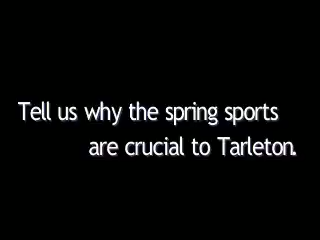 Tell us why the spring sports
are crucial to Tarleton.